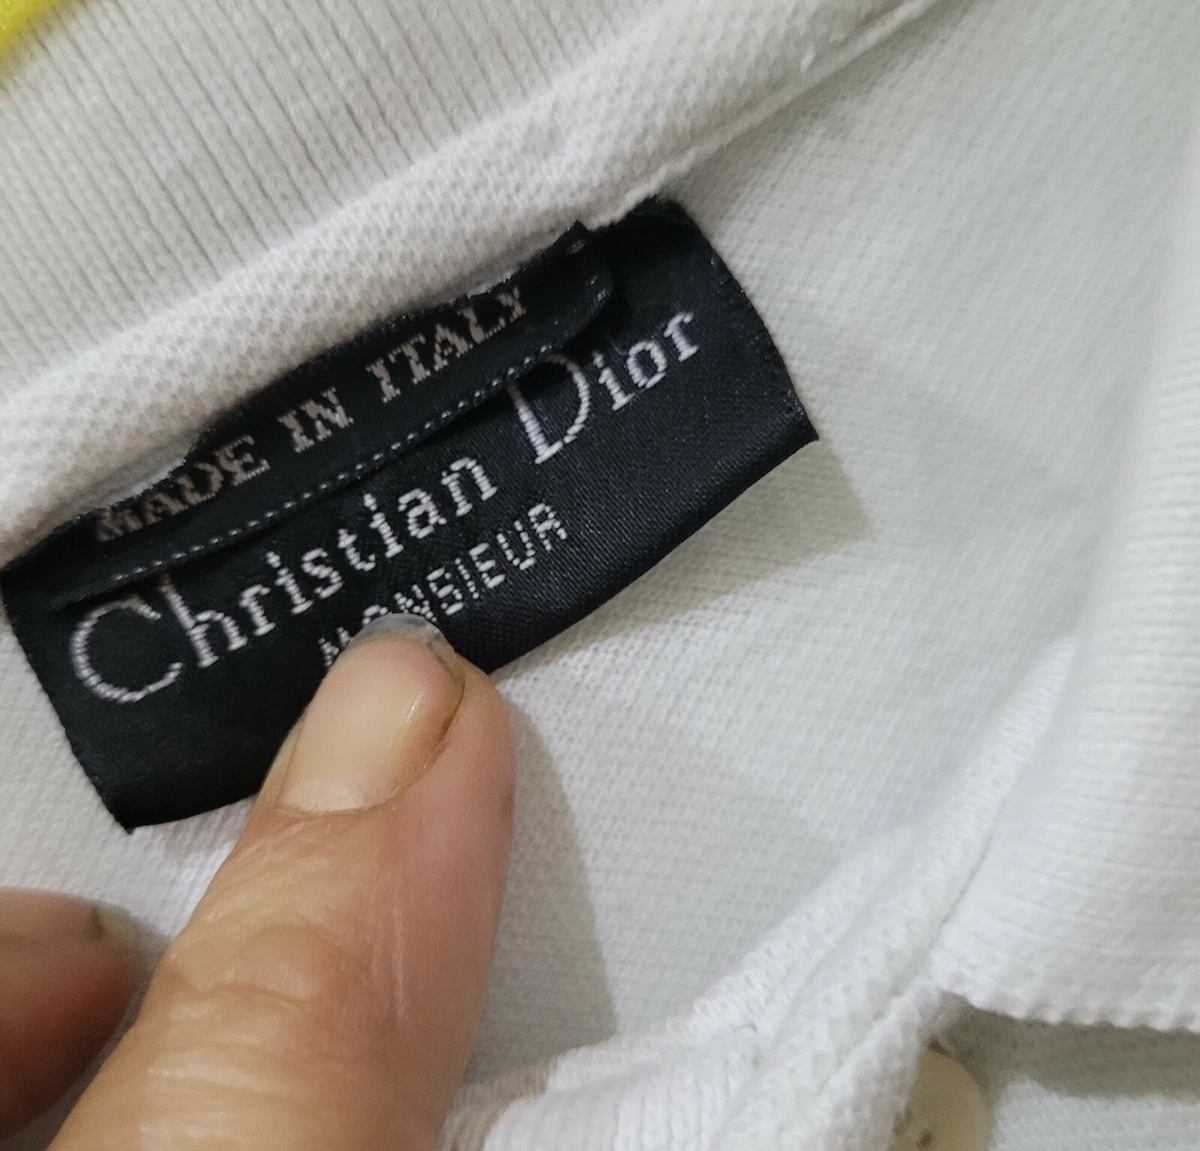 MADE IN ITALY
Christian Dior
MONSIEUR